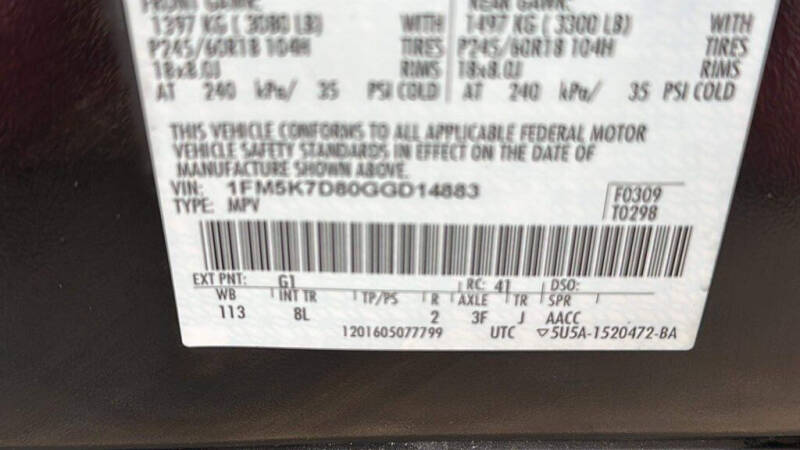 FRONT GAWR: REAR GAWR:
1397 KG ( 3080 LB) WITH 1497 KG ( 3300 LB) WITH
P245/60R18 104H TIRES P245/60R18 104H TIRES
18x8.0J RIMS 18x8.0J RIMS
AT 240 kPa/ 35 PSI COLD AT 240 kPa/ 35 PSI COLD
THIS VEHICLE CONFORMS TO ALL APPLICABLE FEDERAL MOTOR
VEHICLE SAFETY STANDARDS IN EFFECT ON THE DATE OF
MANUFACTURE SHOWN ABOVE.
VIN: 1FM5K7D80GGD14883 F0309
TYPE: MPV T0298
EXT PNT: G1 RC: 41 DSO:
WB INT TR TP/PS R AXLE TR SPR
113 8L 2 3F J AACC
1201605077799 UTC ▽5U5A-1520472-BA